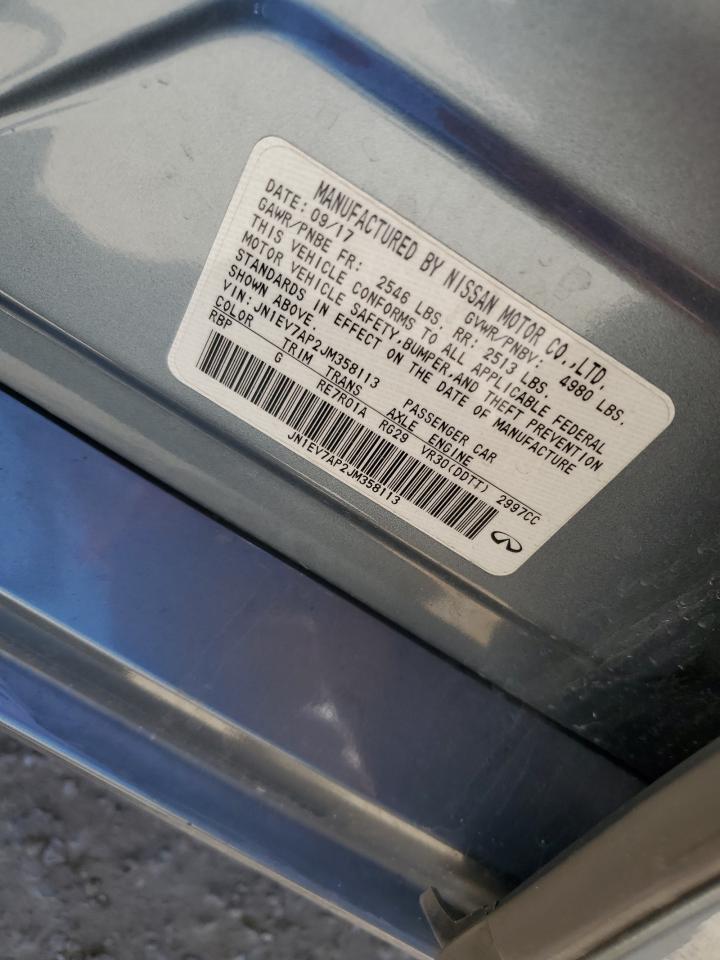 MANUFACTURED BY NISSAN MOTOR CO.,LTD.
DATE: 09/17 GVWR/PNBV: 4980 LBS.
GAWR/PNBE FR: 2546 LBS. RR: 2513 LBS.
THIS VEHICLE CONFORMS TO ALL APPLICABLE FEDERAL
MOTOR VEHICLE SAFETY,BUMPER,AND THEFT PREVENTION
STANDARDS IN EFFECT ON THE DATE OF MANUFACTURE
SHOWN ABOVE.
VIN:JN1EV7AP2JM358113 PASSENGER CAR
COLOR TRIM TRANS AXLE ENGINE
RBP G RE7R01A RG29 VR30(DDTT) 2997CC
JN1EV7AP2JM358113